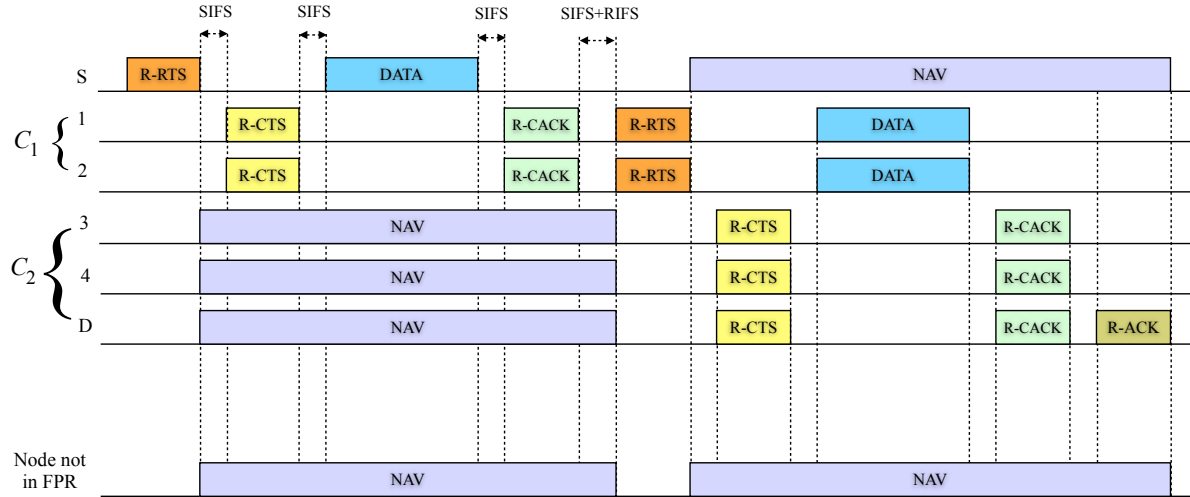 SIFS SIFS SIFS SIFS+RIFS
S R-RTS DATA NAV
C1 1 R-CTS R-CACK R-RTS DATA
2 R-CTS R-CACK R-RTS DATA
C2 3 NAV R-CTS R-CACK
4 NAV R-CTS R-CACK
D NAV R-CTS R-CACK R-ACK
Node not
in FPR NAV NAV